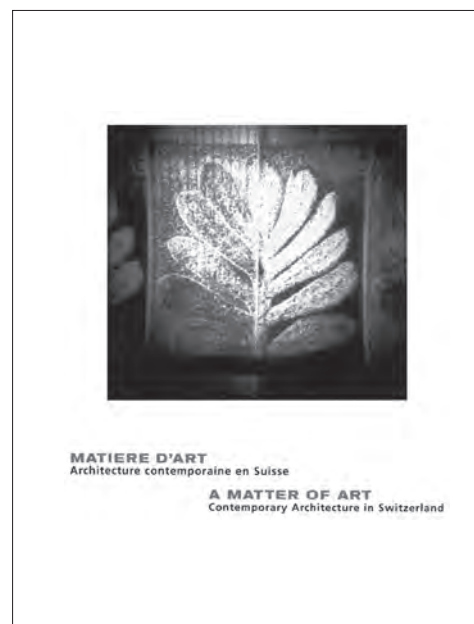 MATIERE D'ART
Architecture contemporaine en Suisse
A MATTER OF ART
Contemporary Architecture in Switzerland